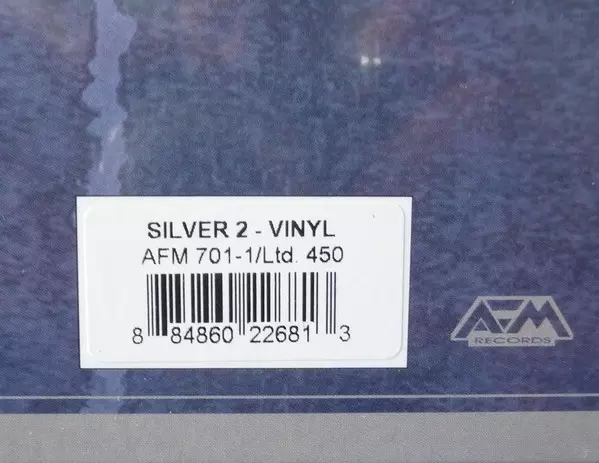 SILVER 2 - VINYL
AFM 701-1/Ltd. 450
8 84860 22681 3
AFM
RECORDS